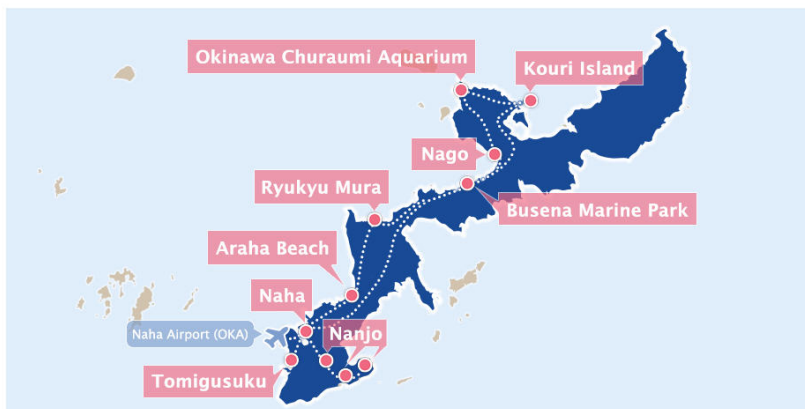 Okinawa Churaumi Aquarium
Kouri Island
Nago
Ryukyu Mura
Busena Marine Park
Araha Beach
Naha
Naha Airport (OKA)
Nanjo
Tomigusuku